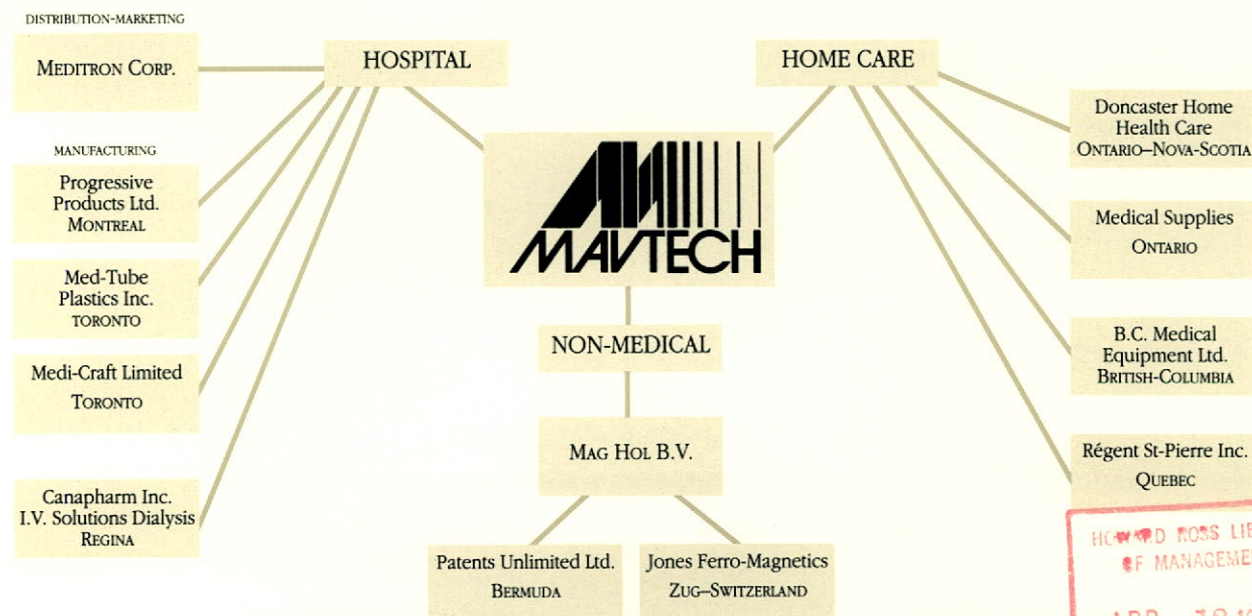 DISTRIBUTION-MARKETING
MEDITRON CORP.
HOSPITAL
HOME CARE
MANUFACTURING
Progressive
Products Ltd.
MONTREAL
Med-Tube
Plastics Inc.
TORONTO
Medi-Craft Limited
TORONTO
Canapharm Inc.
I.V. Solutions Dialysis
REGINA
MAVTECH
NON-MEDICAL
MAG HOL B.V.
Patents Unlimited Ltd.
BERMUDA
Jones Ferro-Magnetics
ZUG–SWITZERLAND
Doncaster Home
Health Care
ONTARIO–NOVA-SCOTIA
Medical Supplies
ONTARIO
B.C. Medical
Equipment Ltd.
BRITISH-COLUMBIA
Régent St-Pierre Inc.
QUEBEC
ROSS
OF